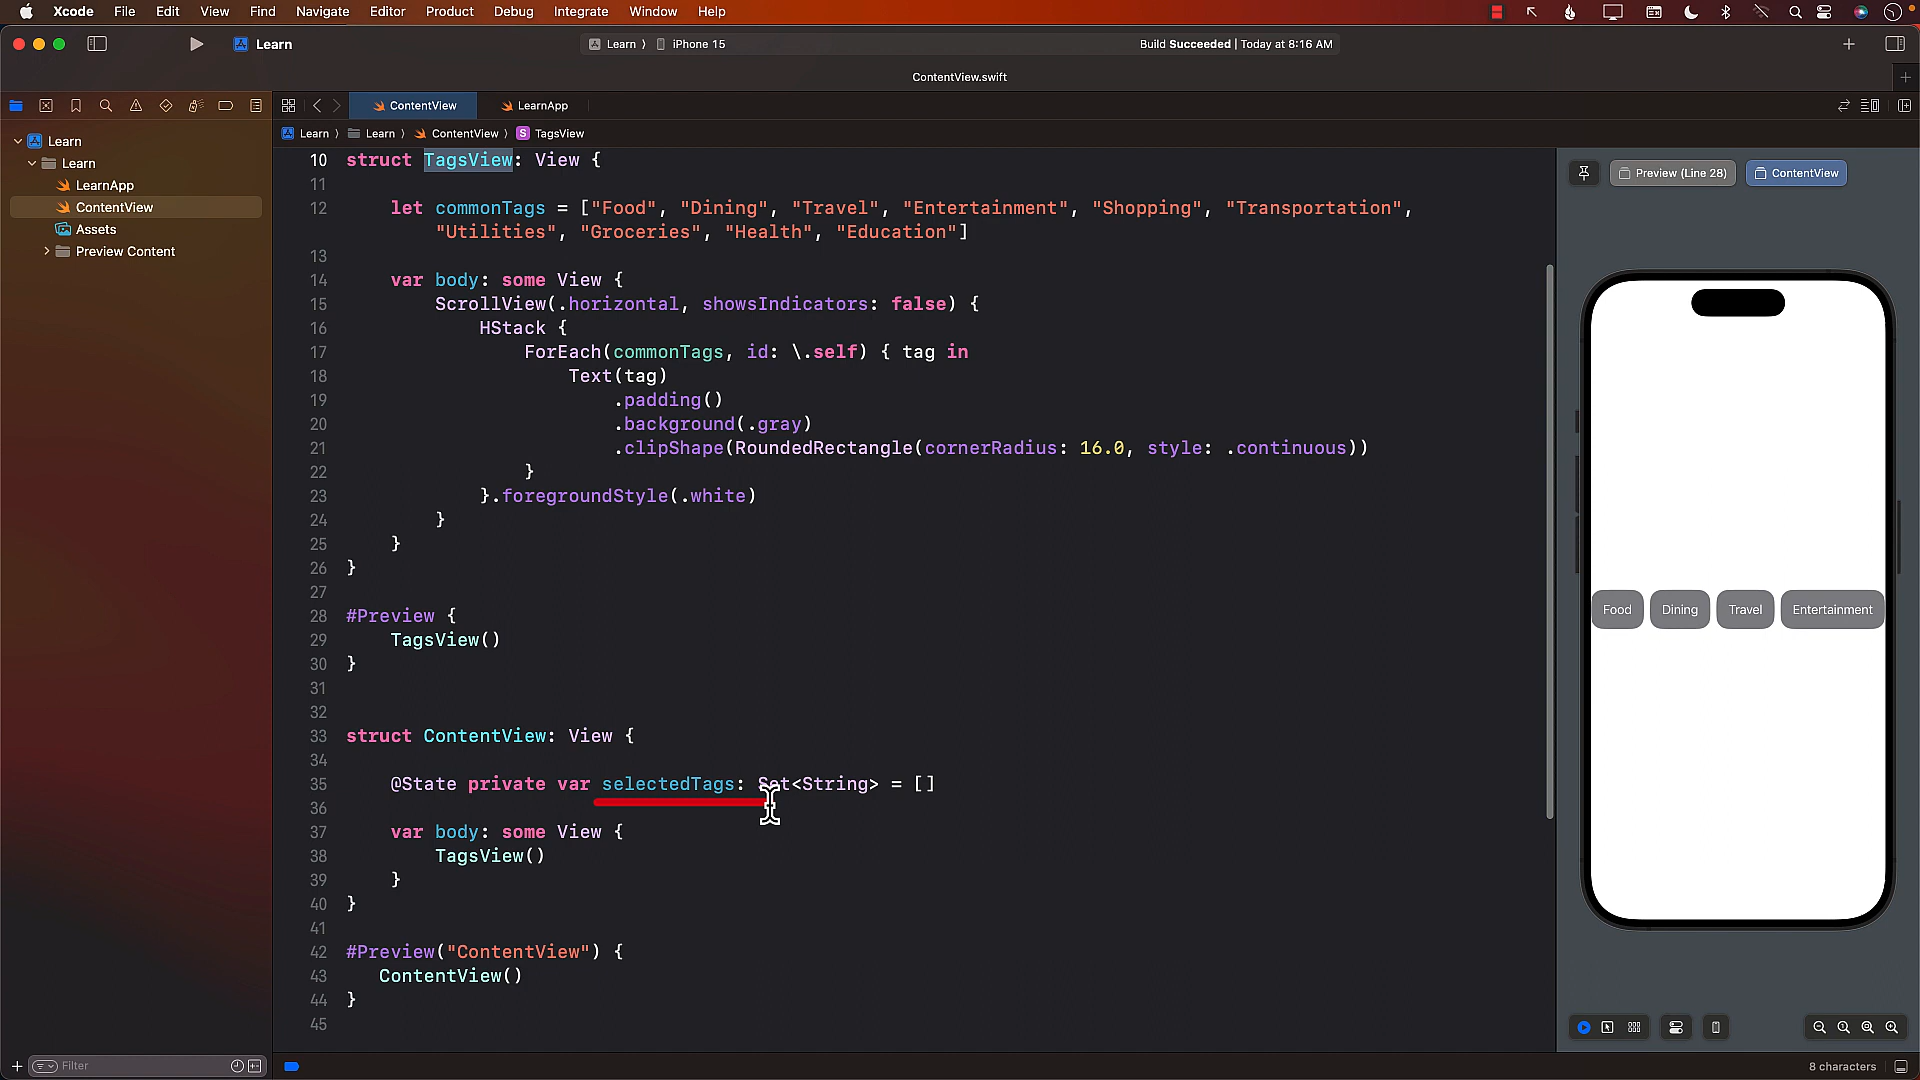 Xcode File Edit View Find Navigate Editor Product Debug Integrate Window Help
Learn
Learn 〉 iPhone 15
Build Succeeded | Today at 8:16 AM
ContentView.swift
ContentView
LearnApp
Learn 〉 Learn 〉 ContentView 〉 S TagsView
Learn
Learn
LearnApp
ContentView
Assets
Preview Content
10 struct TagsView: View {
11
12 let commonTags = ["Food", "Dining", "Travel", "Entertainment", "Shopping", "Transportation",
"Utilities", "Groceries", "Health", "Education"]
13
14 var body: some View {
15 ScrollView(.horizontal, showsIndicators: false) {
16 HStack {
17 ForEach(commonTags, id: \.self) { tag in
18 Text(tag)
19 .padding()
20 .background(.gray)
21 .clipShape(RoundedRectangle(cornerRadius: 16.0, style: .continuous))
22 }
23 }.foregroundStyle(.white)
24 }
25 }
26 }
27
28 #Preview {
29 TagsView()
30 }
31
32
33 struct ContentView: View {
34
35 @State private var selectedTags: Set<String> = []
36
37 var body: some View {
38 TagsView()
39 }
40 }
41
42 #Preview("ContentView") {
43 ContentView()
44 }
45
Preview (Line 28)
ContentView
Food Dining Travel Entertainment
Filter
8 characters